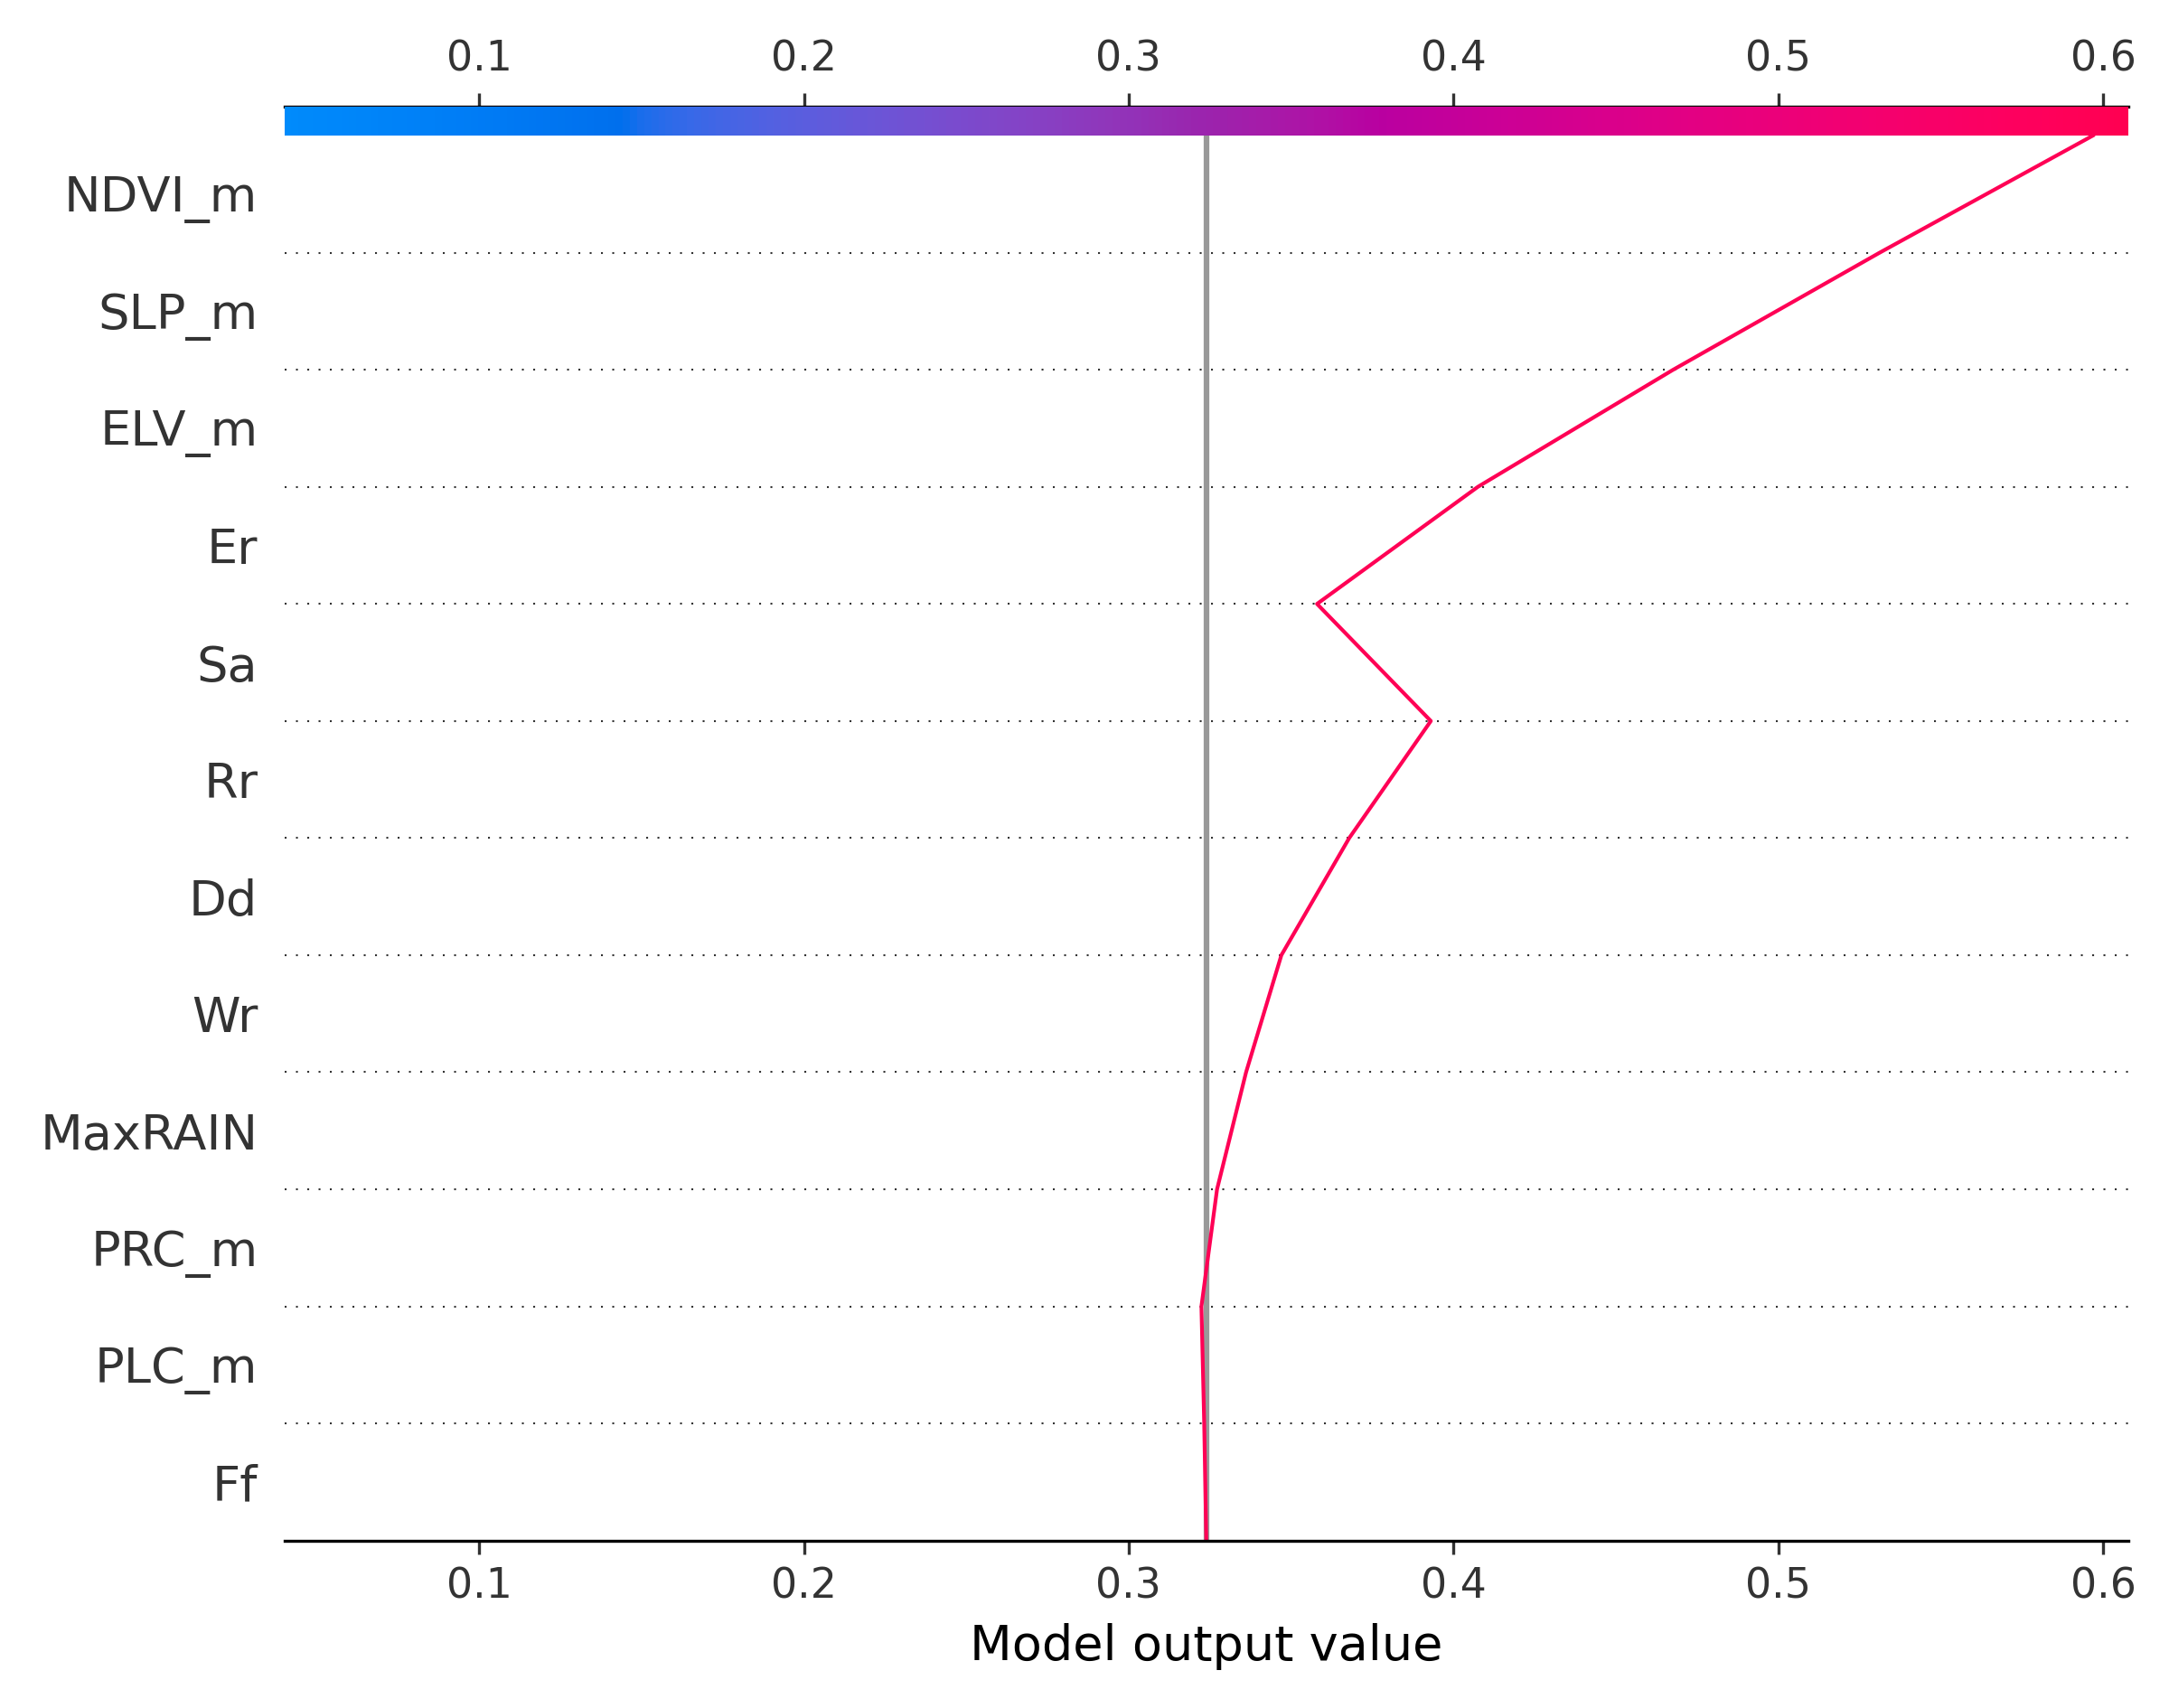 0.1 0.2 0.3 0.4 0.5 0.6
NDVI_m
SLP_m
ELV_m
Er
Sa
Rr
Dd
Wr
MaxRAIN
PRC_m
PLC_m
Ff
0.1 0.2 0.3 0.4 0.5 0.6
Model output value